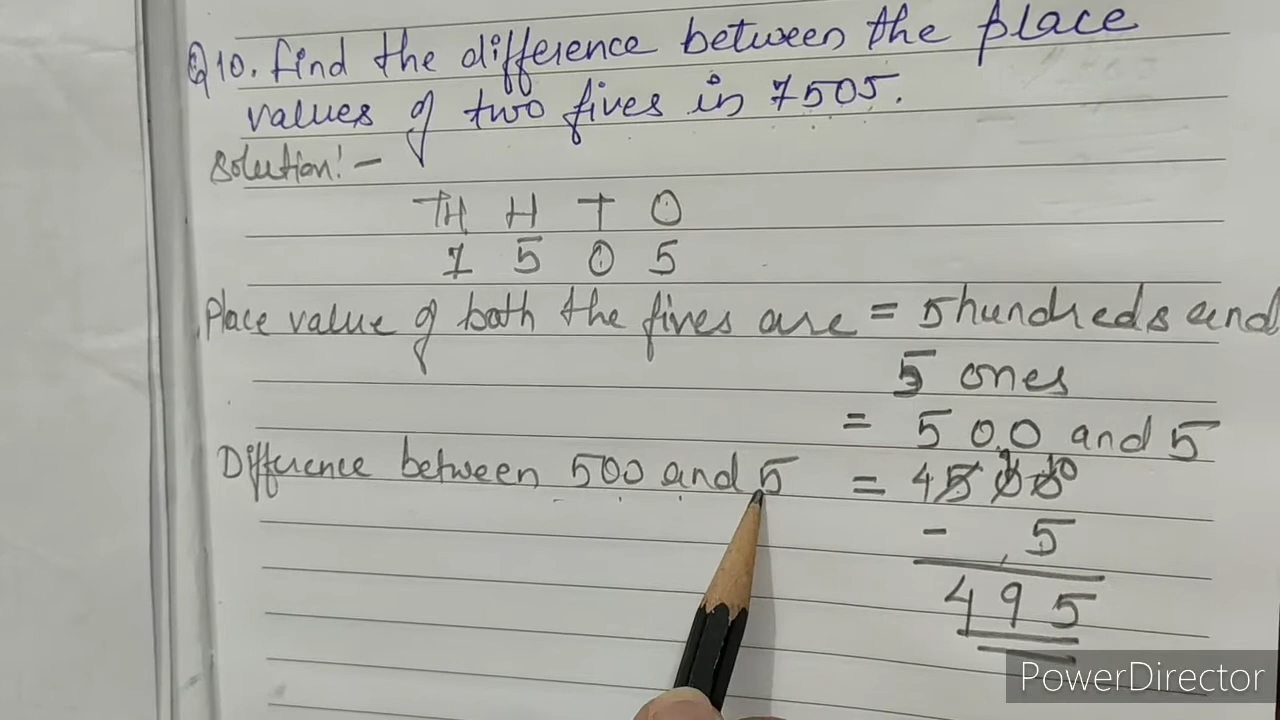 Q10. find the difference between the place
values of two fives in 7505.
Solution:-
TH H T O
7 5 0 5
Place value of both the fives are = 5 hundreds and
5 ones
= 500 and 5
Difference between 500 and 5 = 4500
- 5
495
PowerDirector